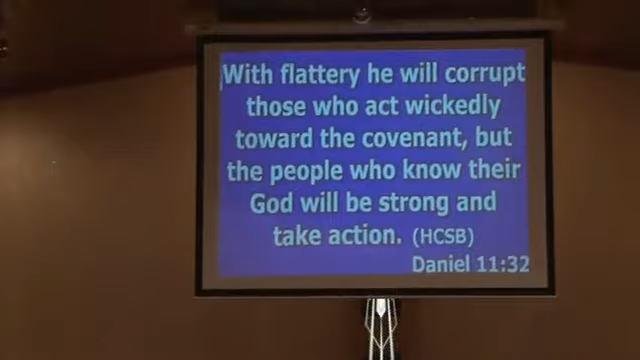 With flattery he will corrupt
those who act wickedly
toward the covenant, but
the people who know their
God will be strong and
take action. (HCSB)
Daniel 11:32